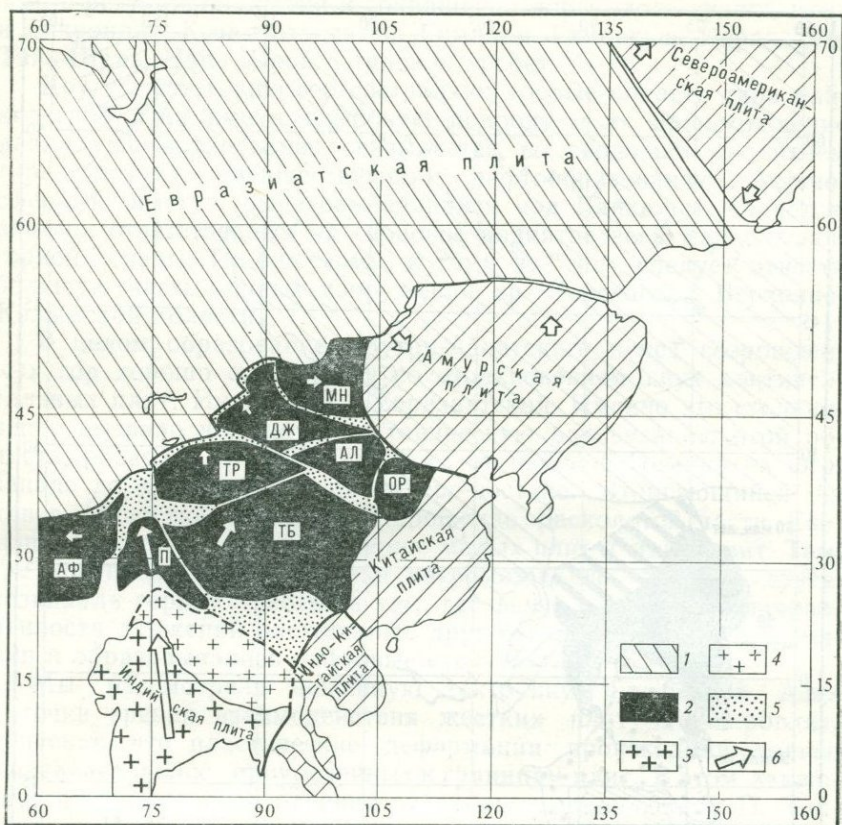 60 75 90 105 120 135 150 160
70 70
Североамерикан-
ская плита
Евразиатская плита
60 60
Амурская
плита
МН
45 45
ДЖ
АЛ
ТР
ОР
ТБ
30 30
АФ
П
Китайская
плита
1 4
Индо-Ки-
тайская
плита
15 15
Индийская плита
2 5
3 6
0 0
60 75 90 105 120 135 150 160